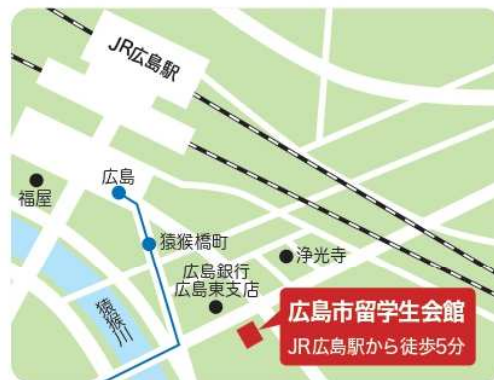 JR広島駅
広島
福屋
猿猴橋町
浄光寺
広島銀行
広島東支店
猿猴川
広島市留学生会館
JR広島駅から徒歩5分